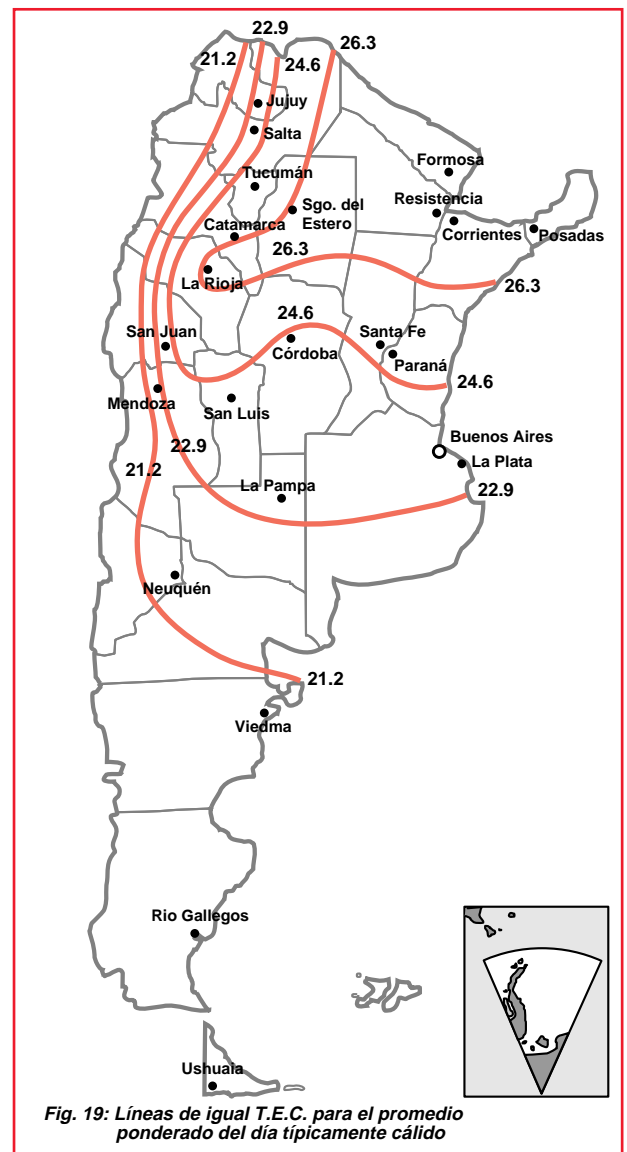 22.9
26.3
21.2
24.6
Jujuy
Salta
Formosa
Tucumán
Resistencia
Sgo. del
Estero
Catamarca
Corrientes
Posadas
26.3
La Rioja
26.3
24.6
San Juan
Santa Fe
Córdoba
Paraná
24.6
Mendoza
San Luis
Buenos Aires
22.9
La Plata
21.2
La Pampa
22.9
Neuquén
21.2
Viedma
Rio Gallegos
Ushuaia
Fig. 19: Líneas de igual T.E.C. para el promedio
ponderado del día típicamente cálido